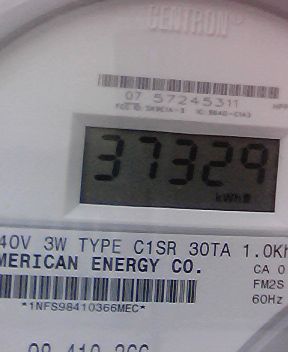 CENTRON®
07 57245311
37329
kWh
40V 3W TYPE C1SR 30TA 1.0Kh
MERICAN ENERGY CO.
CA 0
FM2S
60Hz
*1NFS98410366MEC*